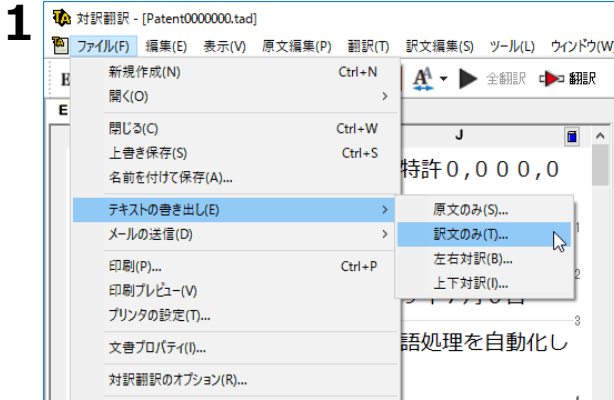 1
対訳翻訳 - [Patent0000000.tad]
ファイル(F) 編集(E) 表示(V) 原文編集(P) 翻訳(T) 訳文編集(S) ツール(L) ウィンドウ(W
新規作成(N) Ctrl+N
全翻訳 翻訳
開く(O)
E
閉じる(C) Ctrl+W
J
上書き保存(S) Ctrl+S
名前を付けて保存(A)...
特許０,０００,０
テキストの書き出し(E)
原文のみ(S)...
メールの送信(D)
訳文のみ(T)...
1
左右対訳(B)...
印刷(P)... Ctrl+P
2
上下対訳(I)...
印刷プレビュー(V)
プリンタの設定(T)...
3
文書プロパティ(I)...
語処理を自動化し
対訳翻訳のオプション(R)...